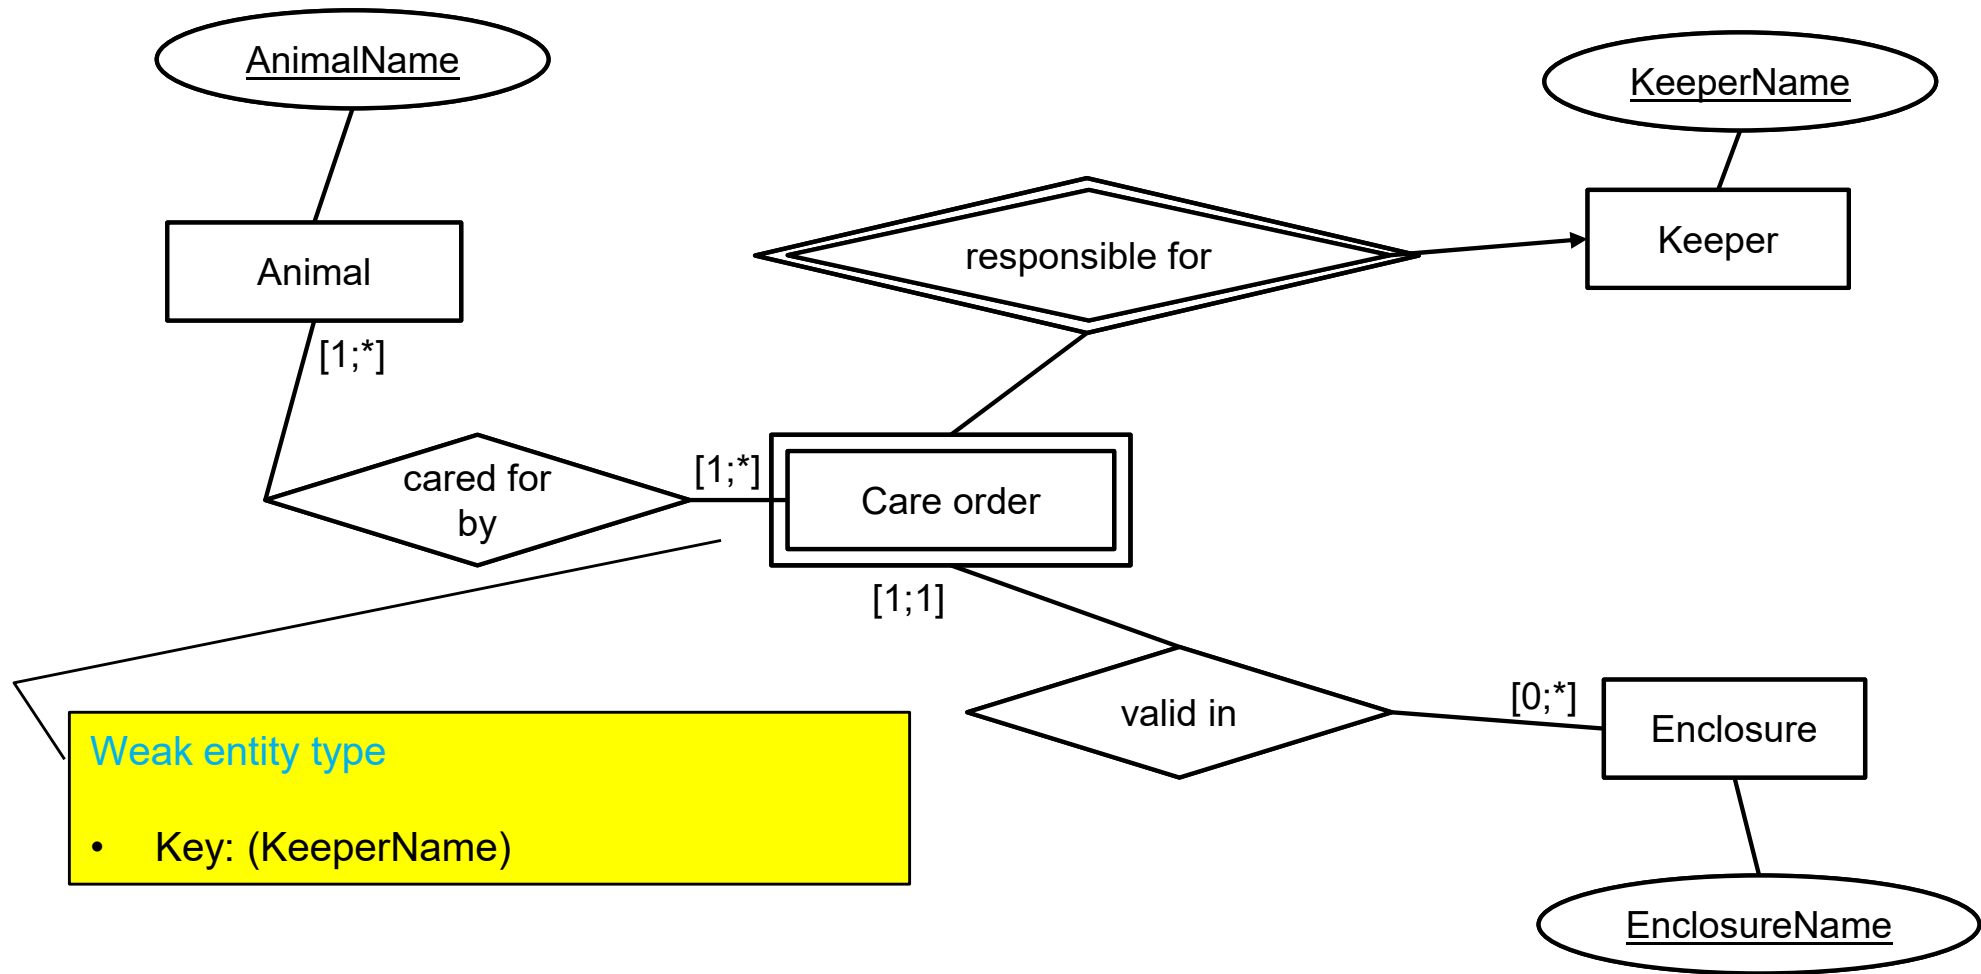 AnimalName
KeeperName
responsible for
Keeper
Animal
[1;*]
cared for
by
[1;*]
Care order
[1;1]
[0;*]
valid in
Enclosure
Weak entity type
• Key: (KeeperName)
EnclosureName